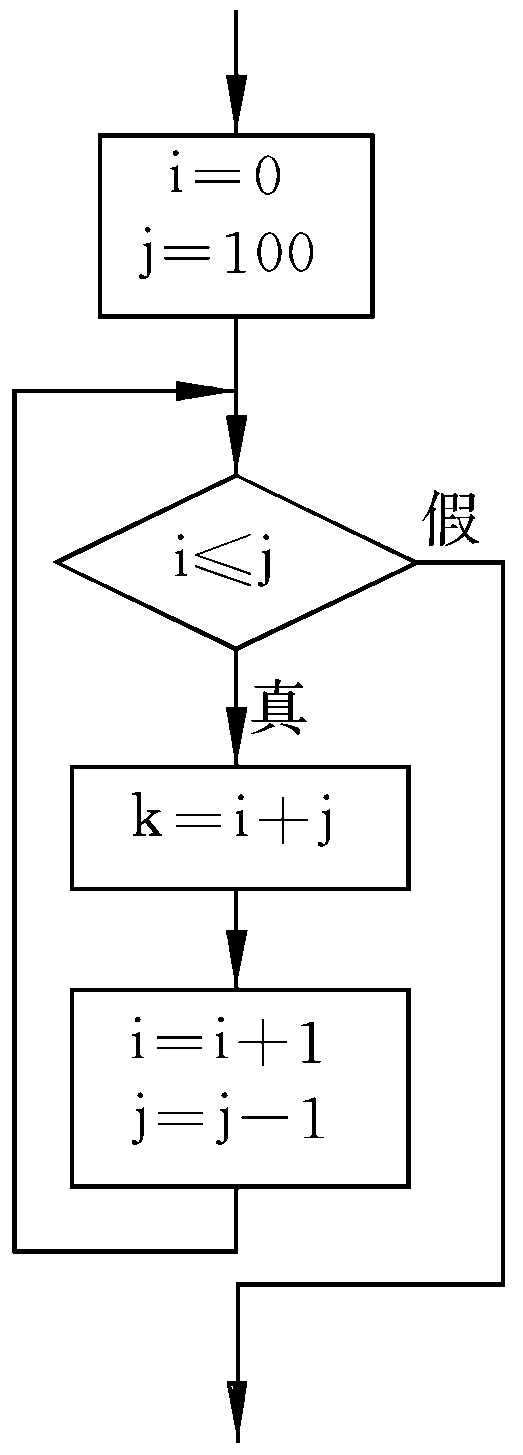 i=0
j=100
i≤j
假
真
k=i+j
i=i+1
j=j-1